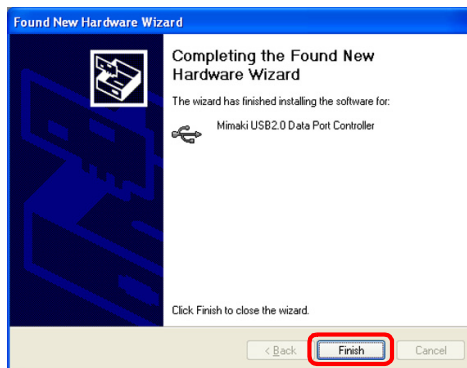 Found New Hardware Wizard
Completing the Found New
Hardware Wizard
The wizard has finished installing the software for:
Mimaki USB2.0 Data Port Controller
Click Finish to close the wizard.
< Back
Finish
Cancel